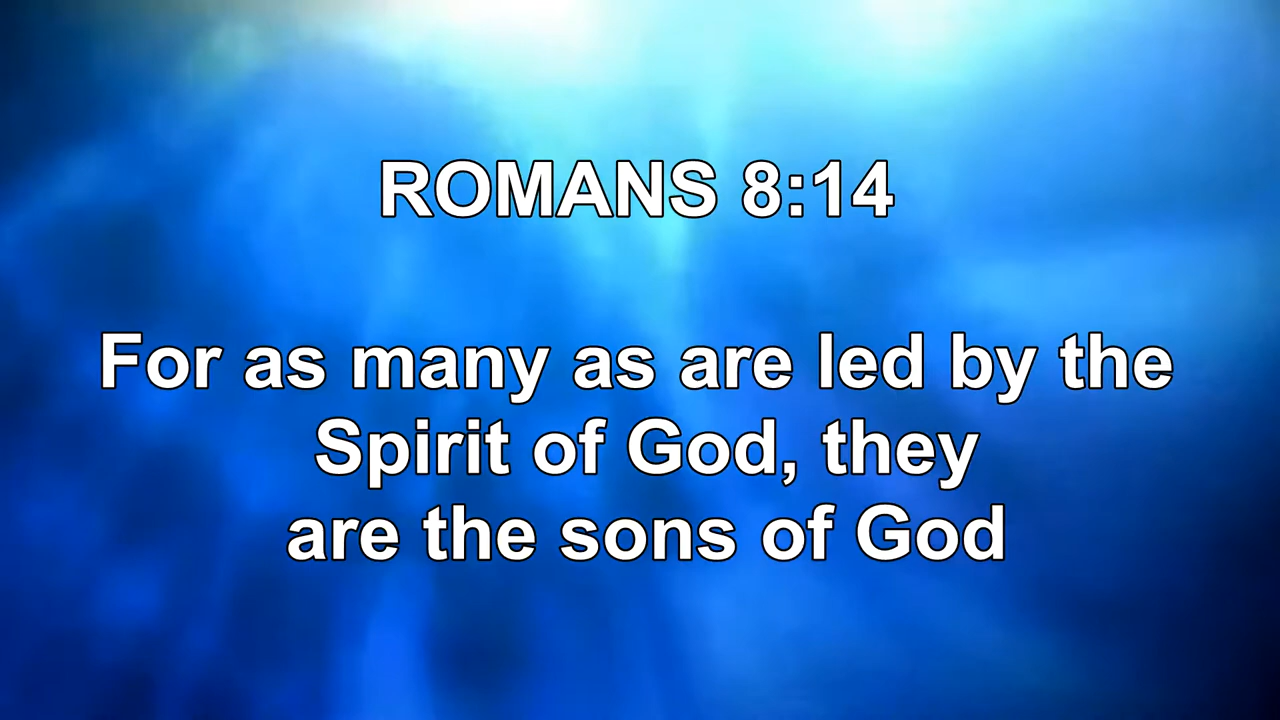 ROMANS 8:14
For as many as are led by the
Spirit of God, they
are the sons of God